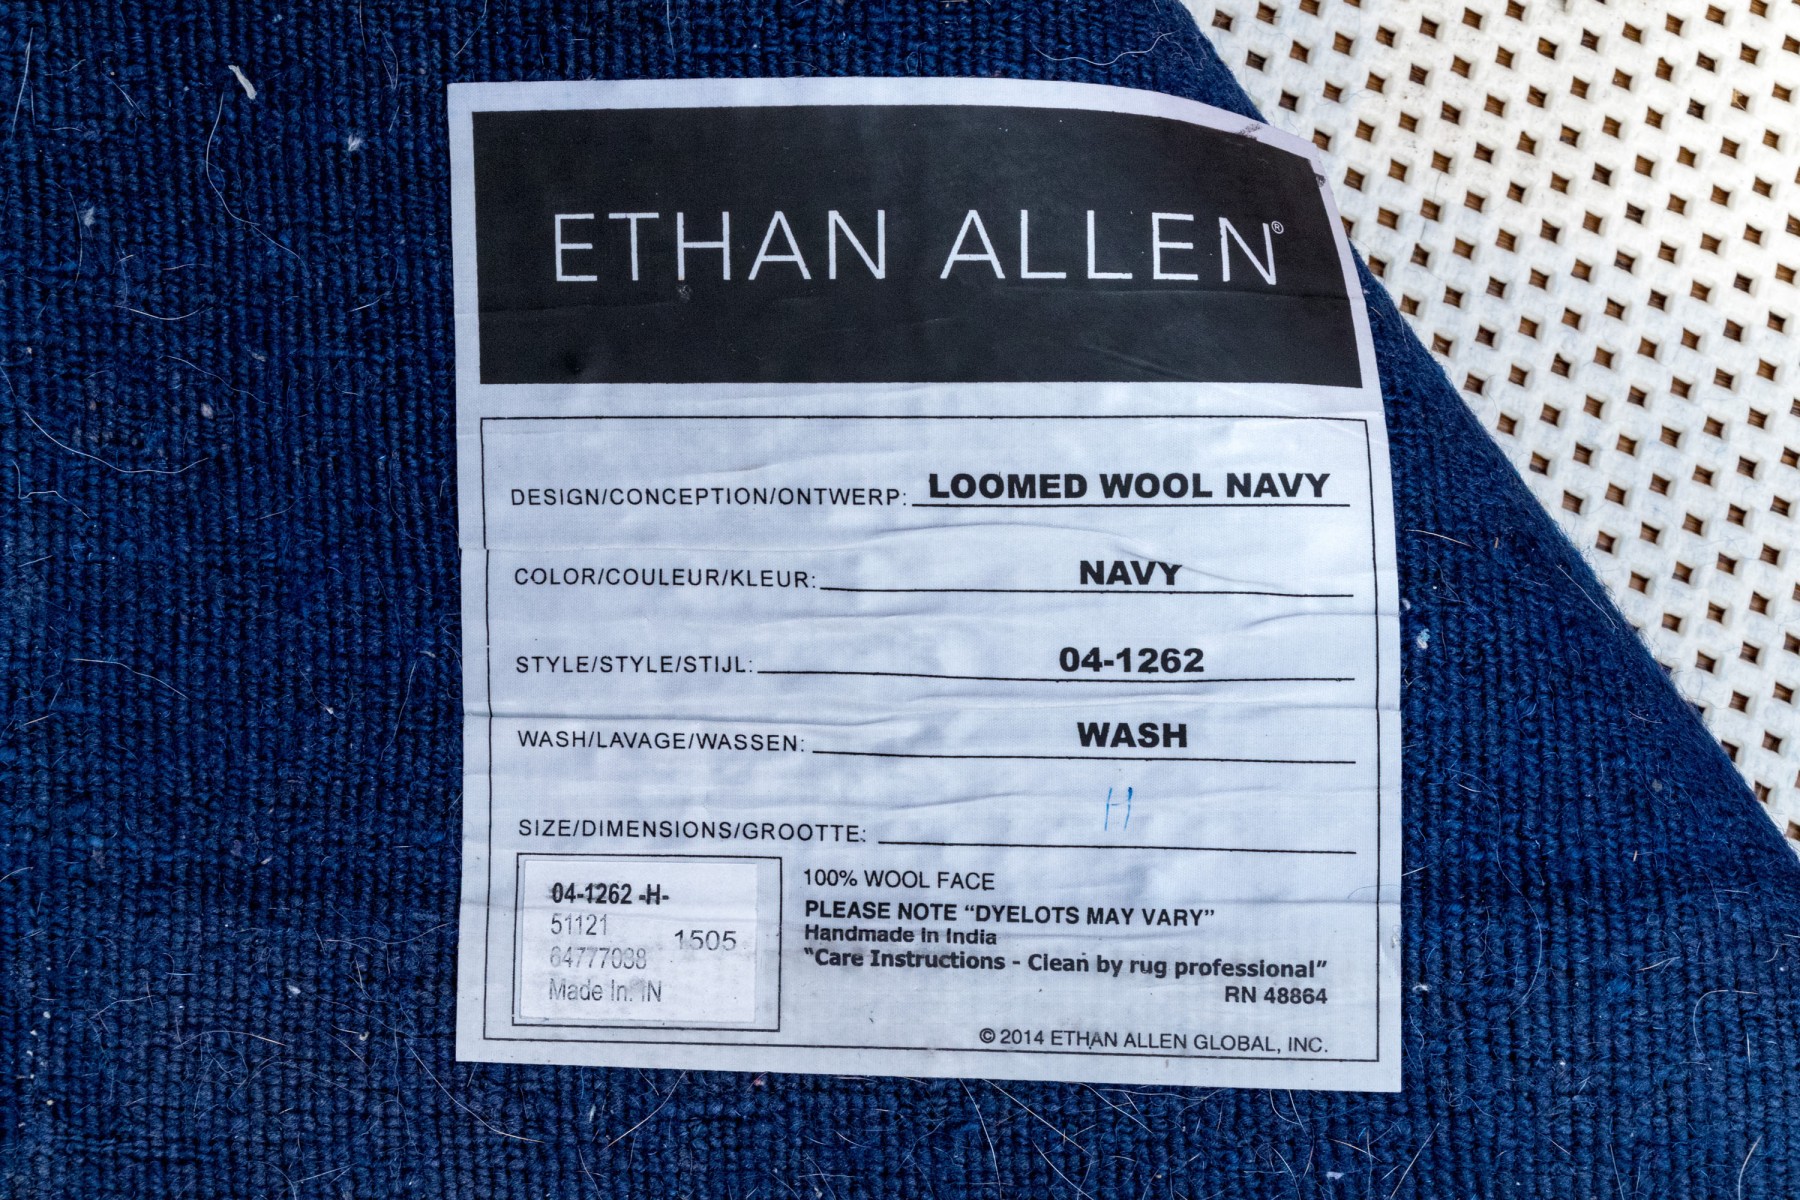 ETHAN ALLEN®
DESIGN/CONCEPTION/ONTWERP: LOOMED WOOL NAVY
COLOR/COULEUR/KLEUR: NAVY
STYLE/STYLE/STIJL: 04-1262
WASH/LAVAGE/WASSEN: WASH
SIZE/DIMENSIONS/GROOTTE: H
04-1262 -H-
51121
1505
64777088
Made In: IN
100% WOOL FACE
PLEASE NOTE “DYELOTS MAY VARY”
Handmade In India
“Care Instructions - Clean by rug professional”
RN 48864
© 2014 ETHAN ALLEN GLOBAL, INC.